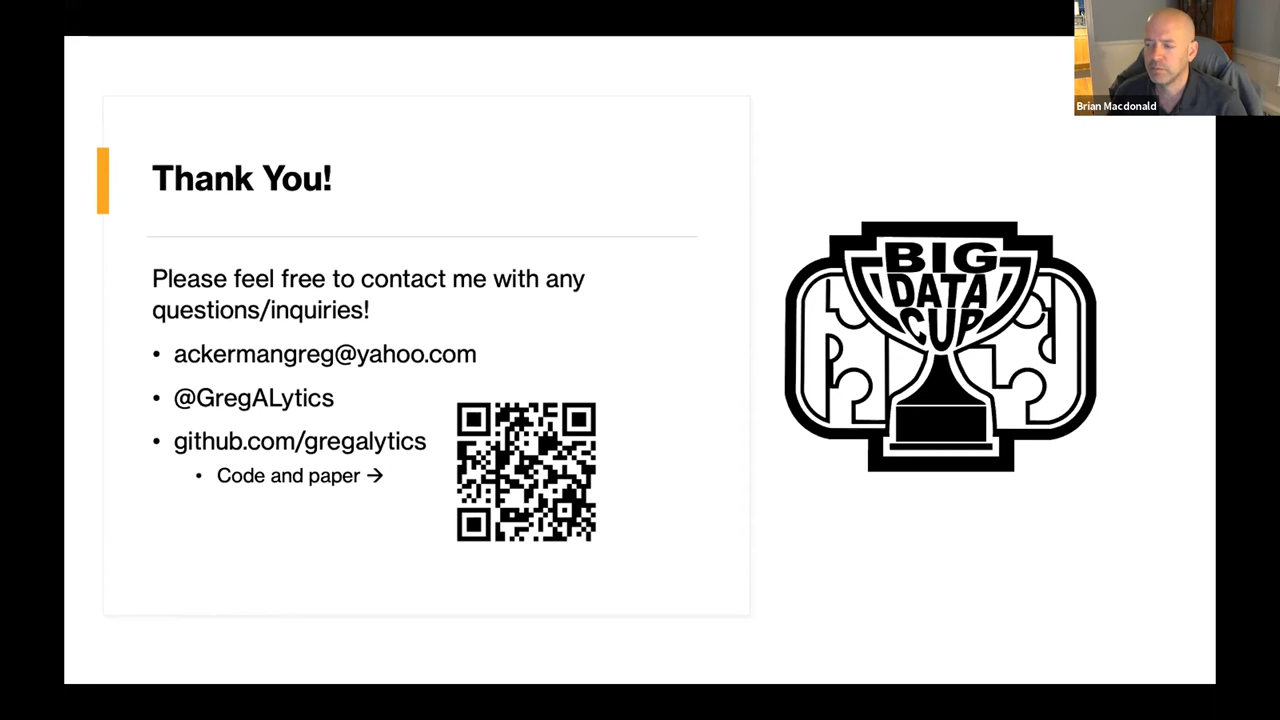 Brian Macdonald
Thank You!
Please feel free to contact me with any
questions/inquiries!
• ackermangreg@yahoo.com
• @GregALytics
• github.com/gregalytics
• Code and paper →
BIG
DATA
CUP